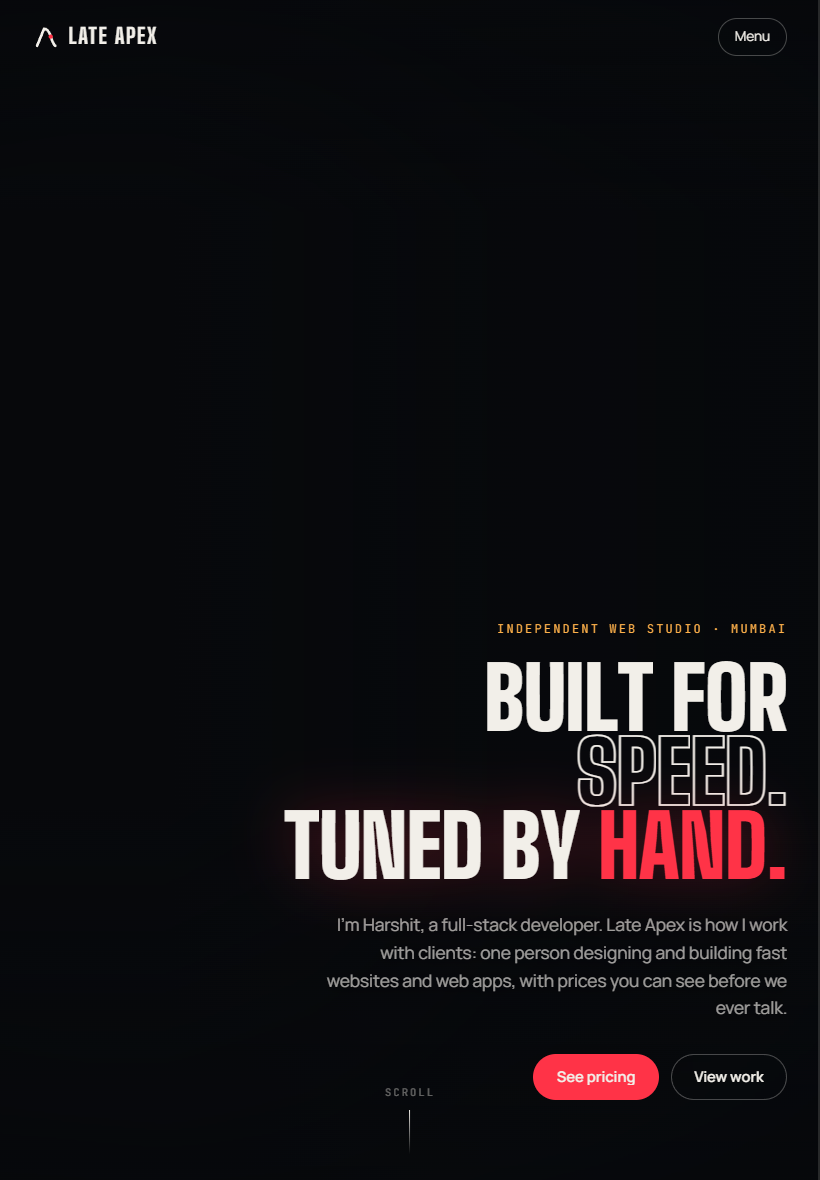 LATE APEX
Menu
INDEPENDENT WEB STUDIO · MUMBAI
BUILT FOR
SPEED.
TUNED BY HAND.
I'm Harshit, a full-stack developer. Late Apex is how I work
with clients: one person designing and building fast
websites and web apps, with prices you can see before we
ever talk.
See pricing
View work
SCROLL